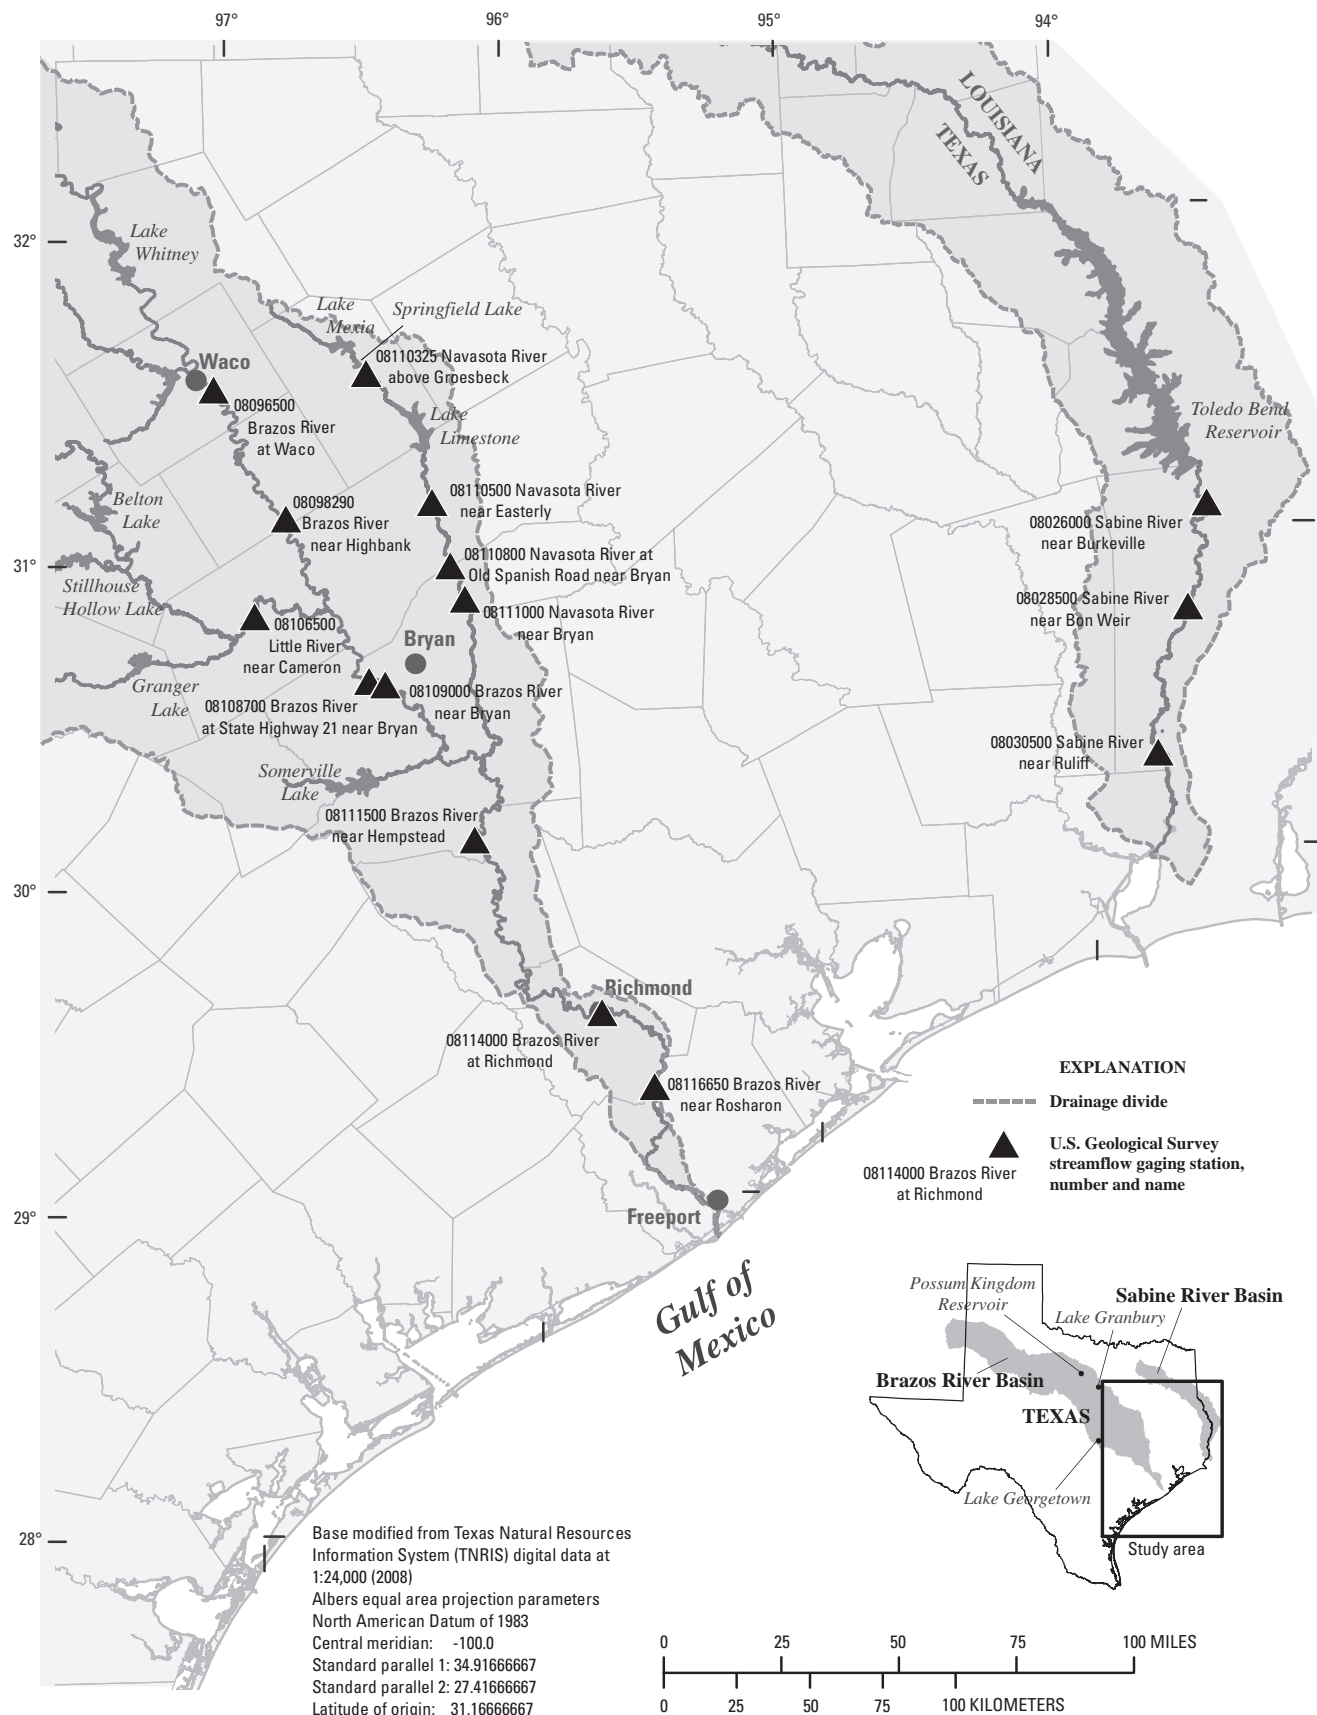 97°
96°
95°
94°
LOUISIANA
TEXAS
32°
Lake
Whitney
Lake
Mexia
Springfield Lake
Waco
08110325 Navasota River
above Groesbeck
08096500
Brazos River
at Waco
Lake
Limestone
Toledo Bend
Reservoir
Belton
Lake
08098290
Brazos River
near Highbank
08110500 Navasota River
near Easterly
08026000 Sabine River
near Burkeville
31°
Stillhouse
Hollow Lake
08110800 Navasota River at
Old Spanish Road near Bryan
08111000 Navasota River
near Bryan
08028500 Sabine River
near Bon Weir
08106500
Little River
near Cameron
Bryan
Granger
Lake
08108700 Brazos River
at State Highway 21 near Bryan
08109000 Brazos River
near Bryan
08030500 Sabine River
near Ruliff
Somerville
Lake
08111500 Brazos River
near Hempstead
30°
Richmond
08114000 Brazos River
at Richmond
08116650 Brazos River
near Rosharon
29°
Freeport
Gulf of
Mexico
EXPLANATION
Drainage divide
08114000 Brazos River
at Richmond
U.S. Geological Survey
streamflow gaging station,
number and name
Possum Kingdom
Reservoir
Sabine River Basin
Lake Granbury
Brazos River Basin
TEXAS
Lake Georgetown
Study area
28°
Base modified from Texas Natural Resources
Information System (TNRIS) digital data at
1:24,000 (2008)
Albers equal area projection parameters
North American Datum of 1983
Central meridian: -100.0
Standard parallel 1: 34.91666667
Standard parallel 2: 27.41666667
Latitude of origin: 31.16666667
0 25 50 75 100 MILES
0 25 50 75 100 KILOMETERS